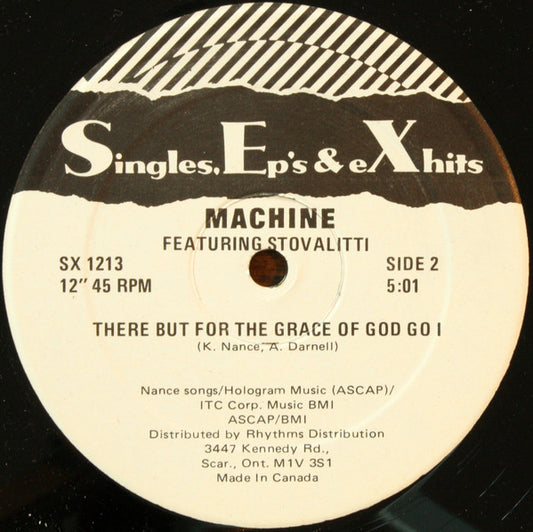 Singles, Ep's & eXhits
MACHINE
FEATURING STOVALITTI
SX 1213 SIDE 2
12" 45 RPM 5:01
THERE BUT FOR THE GRACE OF GOD GO I
(K. Nance, A. Darnell)
Nance songs/Hologram Music (ASCAP)/
ITC Corp. Music BMI
ASCAP/BMI
Distributed by Rhythms Distribution
3447 Kennedy Rd.,
Scar., Ont. M1V 3S1
Made In Canada